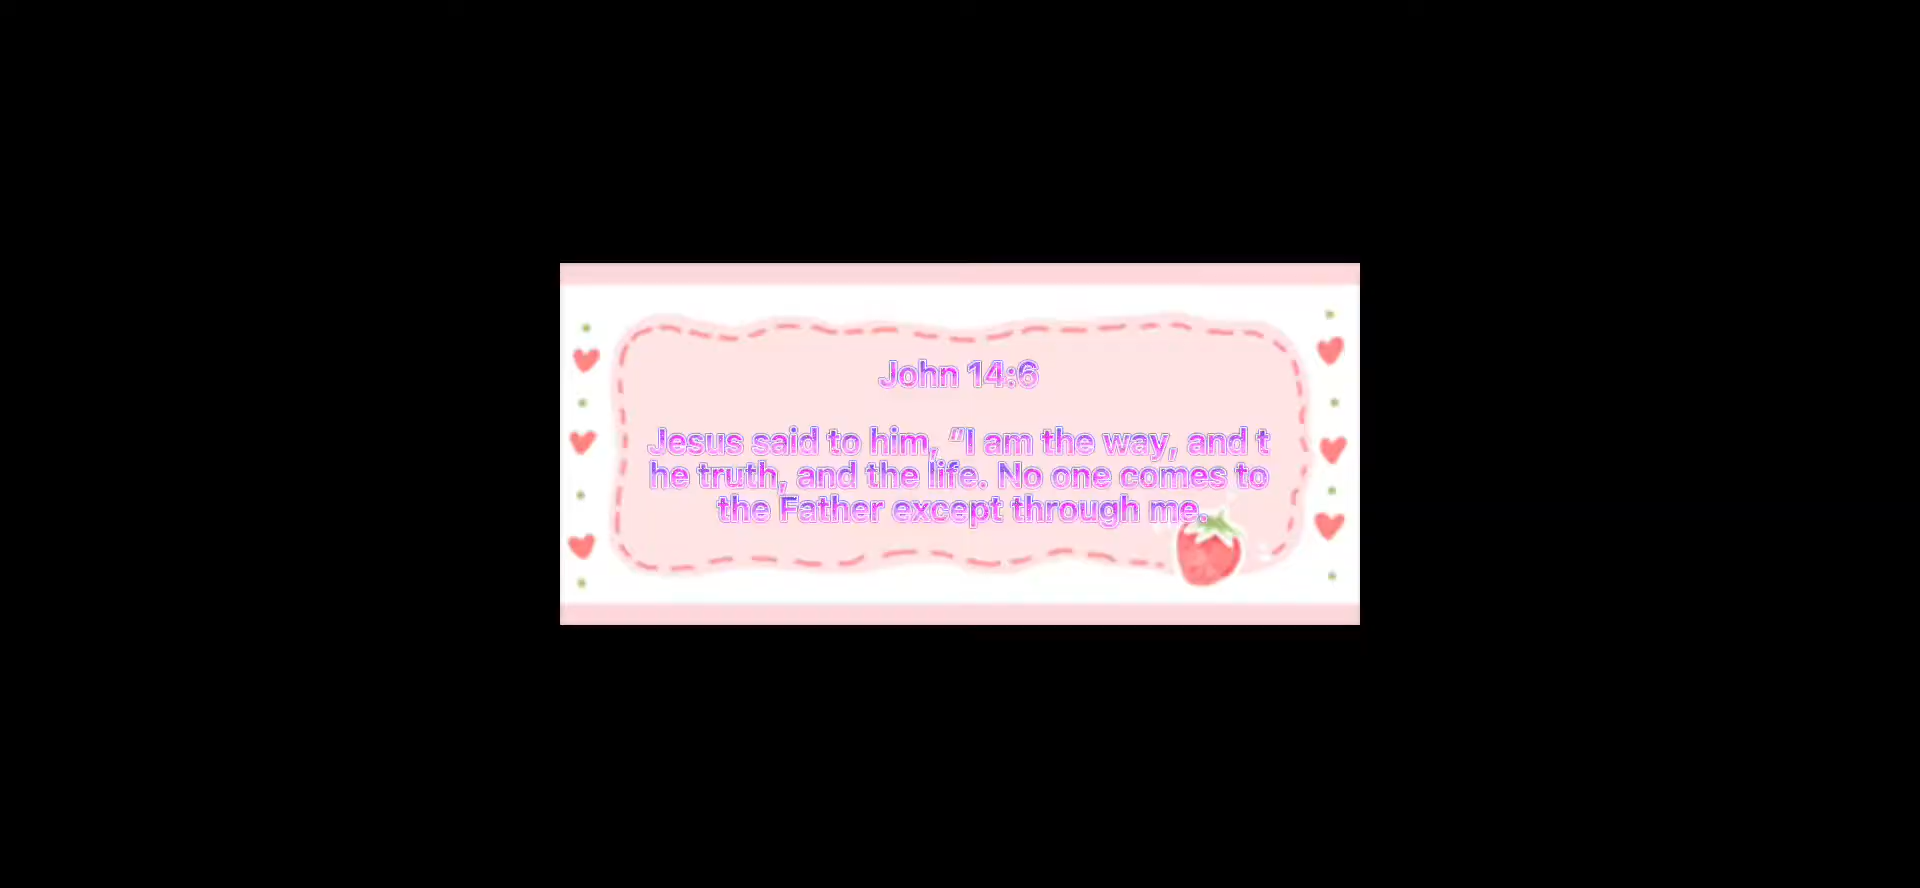 John 14:6
Jesus said to him, “I am the way, and t
he truth, and the life. No one comes to
the Father except through me.